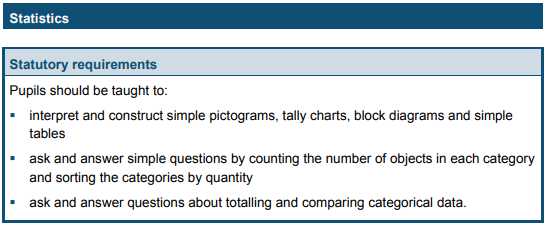 Statistics
Statutory requirements
Pupils should be taught to:
▪ interpret and construct simple pictograms, tally charts, block diagrams and simple
tables
▪ ask and answer simple questions by counting the number of objects in each category
and sorting the categories by quantity
▪ ask and answer questions about totalling and comparing categorical data.